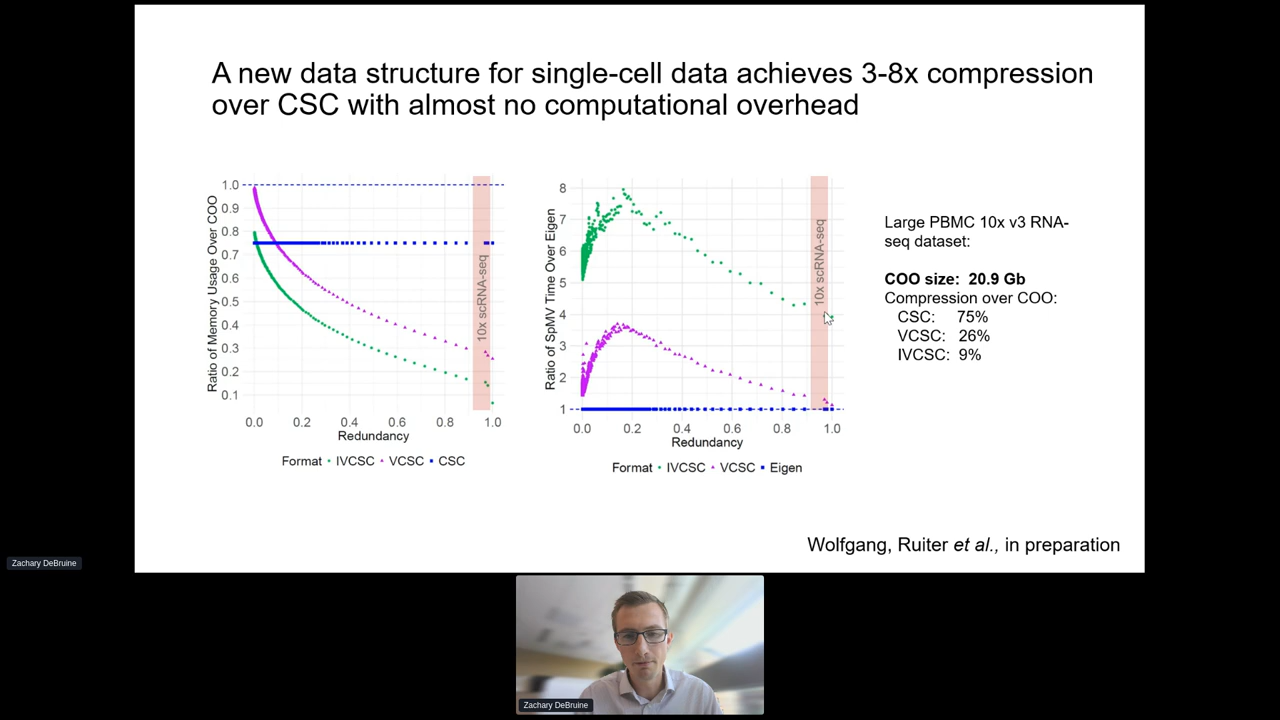 A new data structure for single-cell data achieves 3-8x compression
over CSC with almost no computational overhead
Ratio of Memory Usage Over COO
1.0
0.9
0.8
0.7
0.6
0.5
0.4
0.3
0.2
0.1
10x scRNA-seq
0.0 0.2 0.4 0.6 0.8 1.0
Redundancy
Format IVCSC VCSC CSC
Ratio of SpMV Time Over Eigen
8
7
6
5
4
3
2
1
10x scRNA-seq
0.0 0.2 0.4 0.6 0.8 1.0
Redundancy
Format IVCSC VCSC Eigen
Large PBMC 10x v3 RNA-
seq dataset:
COO size: 20.9 Gb
Compression over COO:
CSC: 75%
VCSC: 26%
IVCSC: 9%
Wolfgang, Ruiter et al., in preparation
Zachary DeBruine
Zachary DeBruine